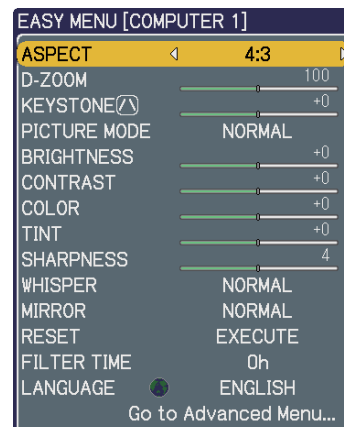 EASY MENU [COMPUTER 1]
ASPECT 4:3
D-ZOOM 100
KEYSTONE +0
PICTURE MODE NORMAL
BRIGHTNESS +0
CONTRAST +0
COLOR +0
TINT +0
SHARPNESS 4
WHISPER NORMAL
MIRROR NORMAL
RESET EXECUTE
FILTER TIME 0h
LANGUAGE ENGLISH
Go to Advanced Menu...